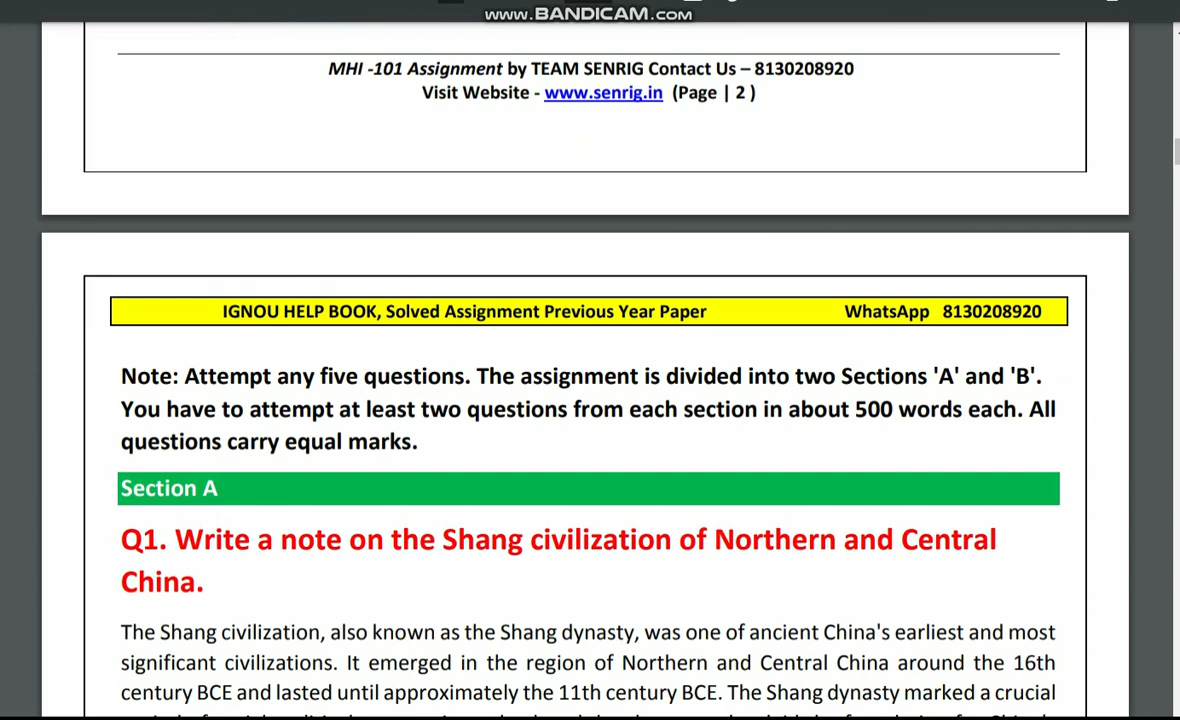 www.BANDICAM.com
MHI -101 Assignment by TEAM SENRIG Contact Us – 8130208920
Visit Website - www.senrig.in (Page | 2 )
IGNOU HELP BOOK, Solved Assignment Previous Year Paper WhatsApp 8130208920
Note: Attempt any five questions. The assignment is divided into two Sections 'A' and 'B'.
You have to attempt at least two questions from each section in about 500 words each. All
questions carry equal marks.
Section A
Q1. Write a note on the Shang civilization of Northern and Central
China.
The Shang civilization, also known as the Shang dynasty, was one of ancient China's earliest and most
significant civilizations. It emerged in the region of Northern and Central China around the 16th
century BCE and lasted until approximately the 11th century BCE. The Shang dynasty marked a crucial